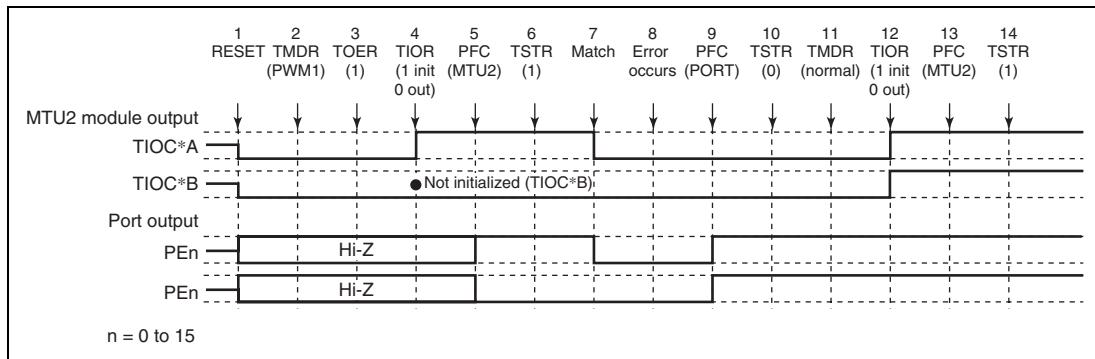 1 2 3 4 5 6 7 8 9 10 11 12 13 14
RESET TMDR TOER TIOR PFC TSTR Match Error PFC TSTR TMDR TIOR PFC TSTR
(PWM1) (1) (1 init (MTU2) (1) occurs (PORT) (0) (normal) (1 init (MTU2) (1)
0 out) 0 out)
MTU2 module output
TIOC*A
TIOC*B
Not initialized (TIOC*B)
Port output
PEn
Hi-Z
PEn
Hi-Z
n = 0 to 15